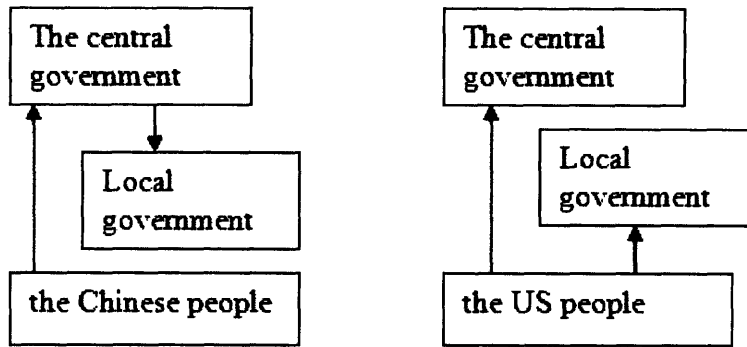 The central
government
Local
government
the Chinese people
The central
government
Local
government
the US people